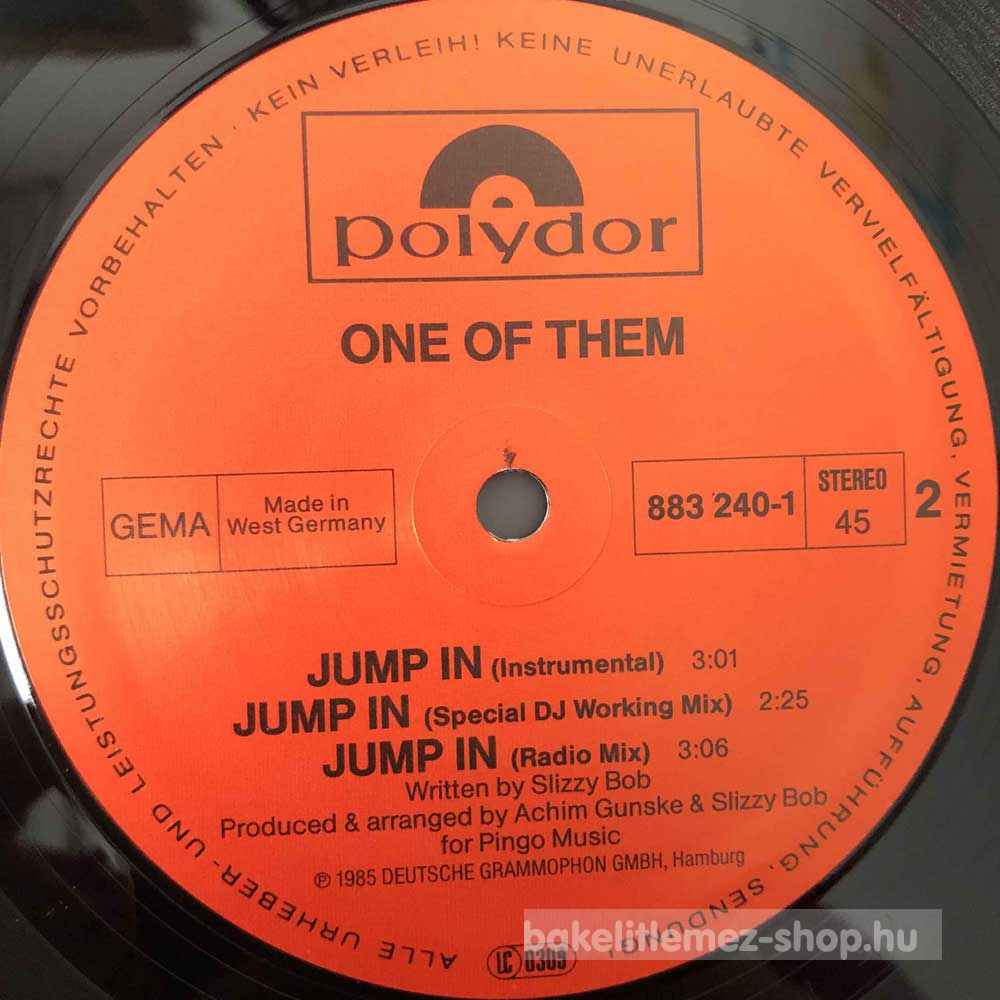 ALLE URHEBER- UND LEISTUNGSSCHUTZRECHTE VORBEHALTEN · KEIN VERLEIH! KEINE UNERLAUBTE VERVIELFÄLTIGUNG, VERMIETUNG, AUFFÜHRUNG, SENDUNG!
polydor
ONE OF THEM
GEMA
Made in
West Germany
883 240-1
STEREO
45
2
JUMP IN (Instrumental) 3:01
JUMP IN (Special DJ Working Mix) 2:25
JUMP IN (Radio Mix) 3:06
Written by Slizzy Bob
Produced & arranged by Achim Gunske & Slizzy Bob
for Pingo Music
℗ 1985 DEUTSCHE GRAMMOPHON GMBH, Hamburg
LC 0309
bakelitlemez-shop.hu